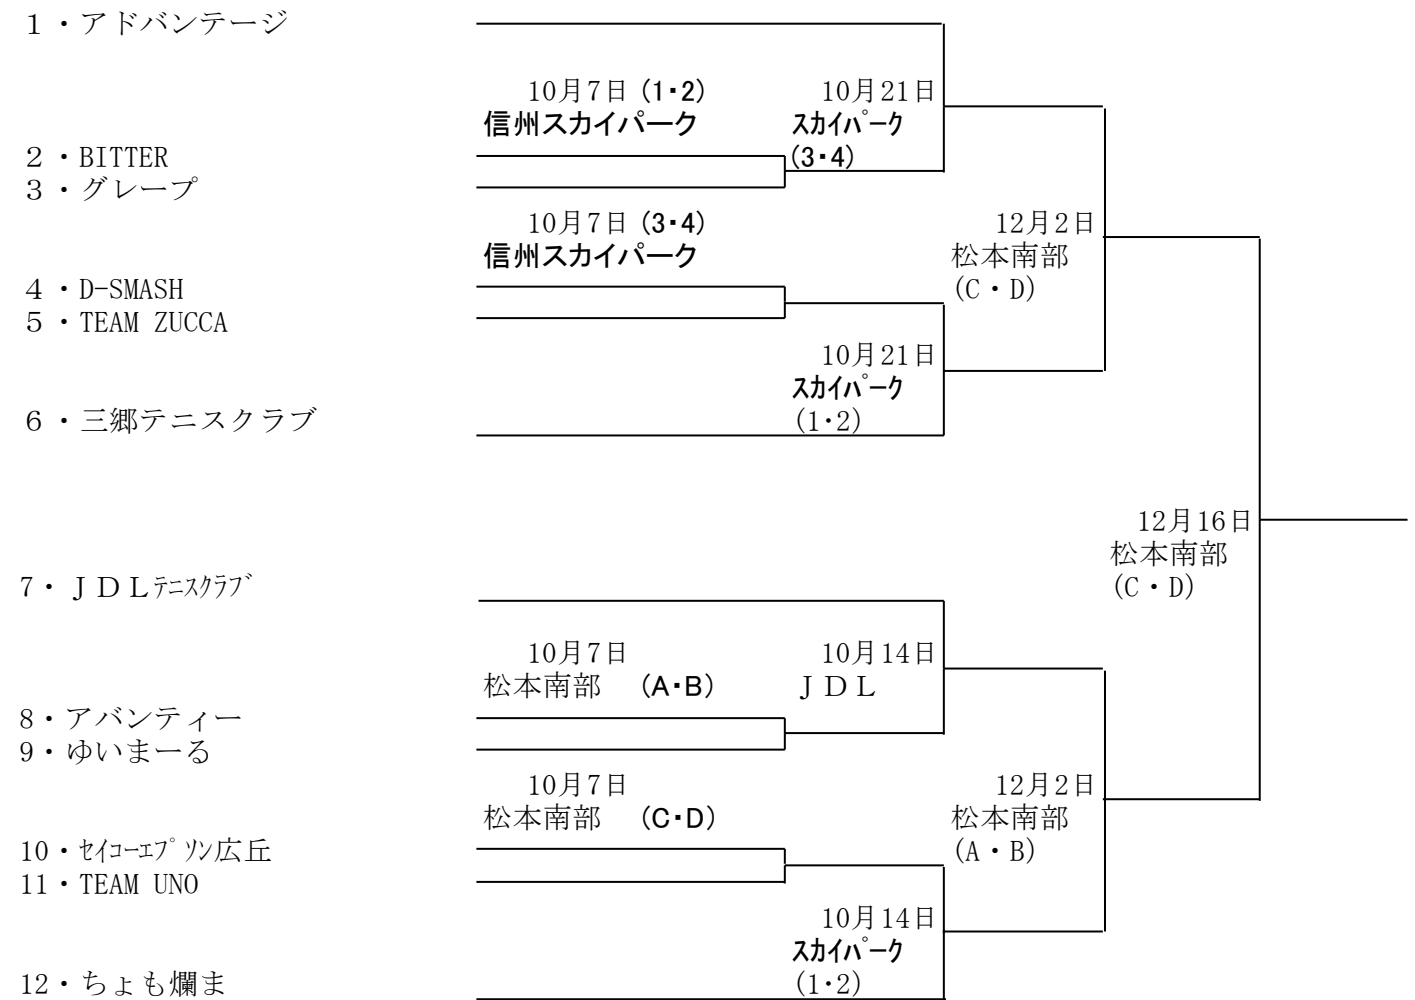 １・アドバンテージ
10月7日 (1・2)
10月21日
信州スカイパーク
ｽｶｲﾊﾟｰｸ
２・BITTER
(3・4)
３・グレープ
10月7日 (3・4)
12月2日
信州スカイパーク
松本南部
４・D-SMASH
(C・D)
５・TEAM ZUCCA
10月21日
ｽｶｲﾊﾟｰｸ
６・三郷テニスクラブ
(1・2)
12月16日
松本南部
7・ＪＤＬﾃﾆｽｸﾗﾌﾞ
(C・D)
10月7日
10月14日
松本南部 (A・B)
ＪＤＬ
8・アバンティー
9・ゆいまーる
10月7日
12月2日
松本南部 (C・D)
松本南部
10・ｾｲｺｰｴﾌﾟｿﾝ広丘
(A・B)
11・TEAM UNO
10月14日
ｽｶｲﾊﾟｰｸ
12・ちょも爛ま
(1・2)